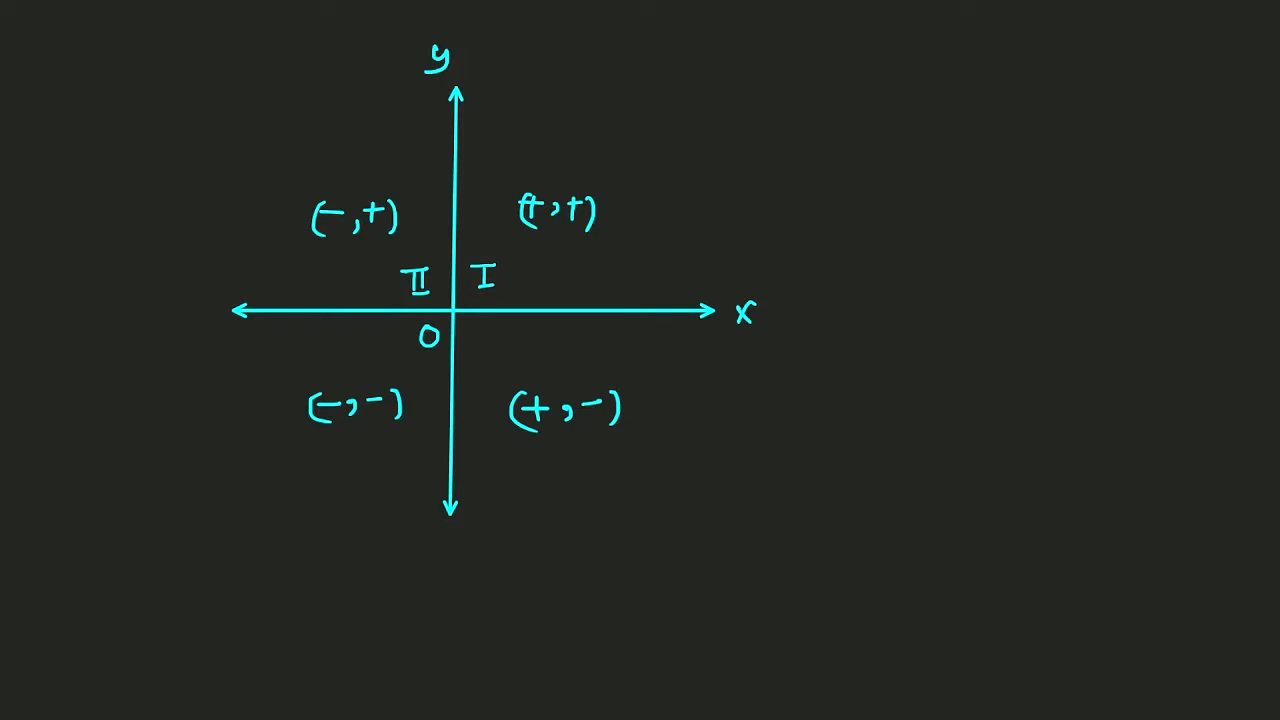 y
(-,+) (+,+)
II I
x
O
(-,-) (+,-)